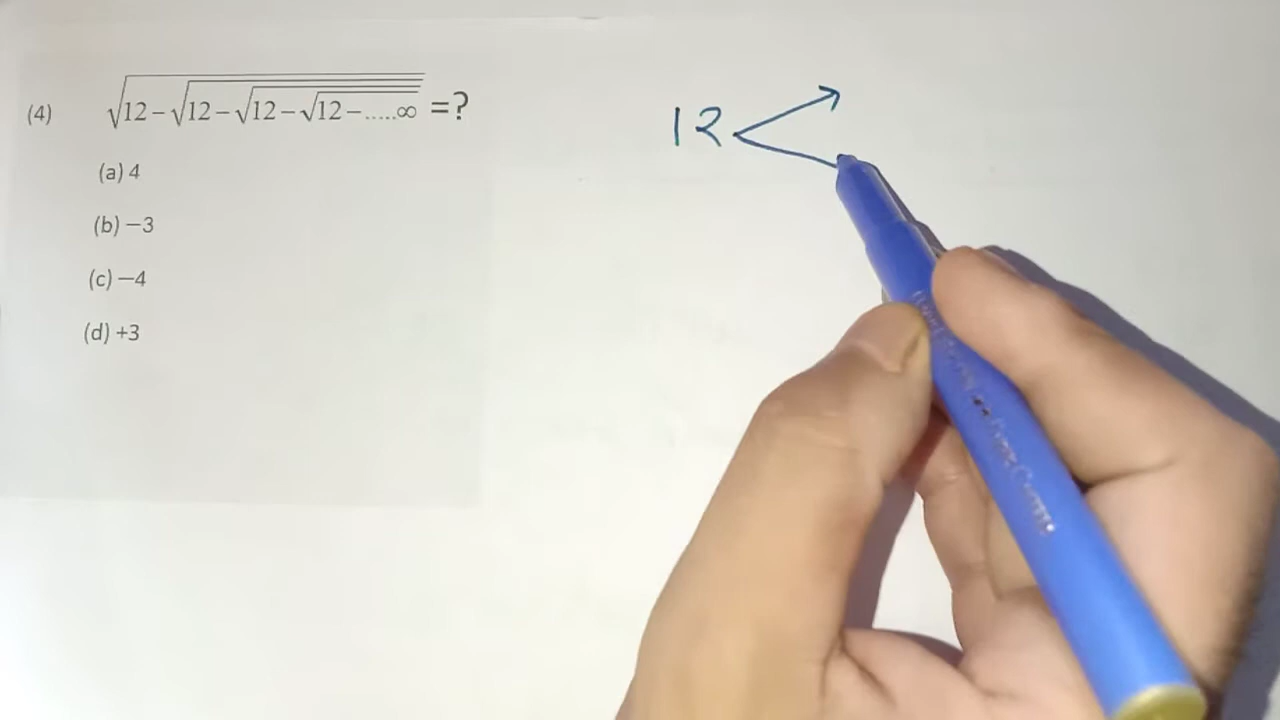 (4) √12−√12−√12−√12−.....∞ =?
12
(a) 4
(b) −3
(c) −4
(d) +3